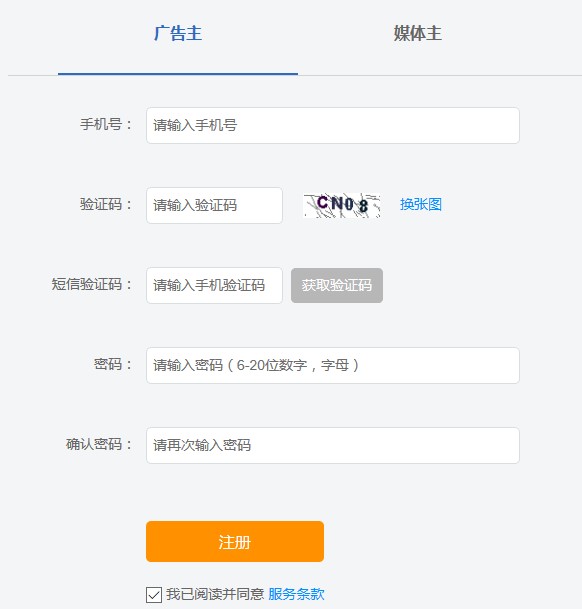 广告主 媒体主
手机号： 请输入手机号
验证码： 请输入验证码 CN08 换张图
短信验证码： 请输入手机验证码 获取验证码
密码： 请输入密码（6-20位数字，字母）
确认密码： 请再次输入密码
注册
我已阅读并同意 服务条款